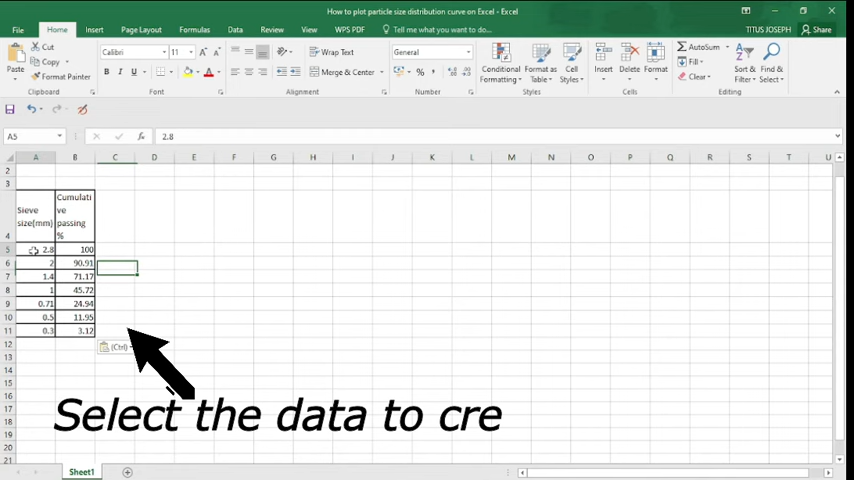 How to plot particle size distribution curve on Excel - Excel
TITUS JOSEPH
File Home Insert Page Layout Formulas Data Review View WPS PDF Tell me what you want to do... Share
Cut
Copy
Format Painter
Paste
Clipboard
Calibri 11
Font
Wrap Text
Merge & Center
Alignment
General
Number
Conditional Formatting
Format as Table
Cell Styles
Styles
Insert Delete Format
Cells
AutoSum
Fill
Clear
Sort & Filter
Find & Select
Editing
A5 fx 2.8
A B C D E F G H I J K L M N O P Q R S T U
2
3
4 Sieve size(mm) Cumulati ve passing %
5 2.8 100
6 2 90.91
7 1.4 71.17
8 1 45.72
9 0.71 24.94
10 0.5 11.95
11 0.3 3.12
12 (Ctrl)
13
14
15
16
17
18
19
20
21
Select the data to cre
Sheet1